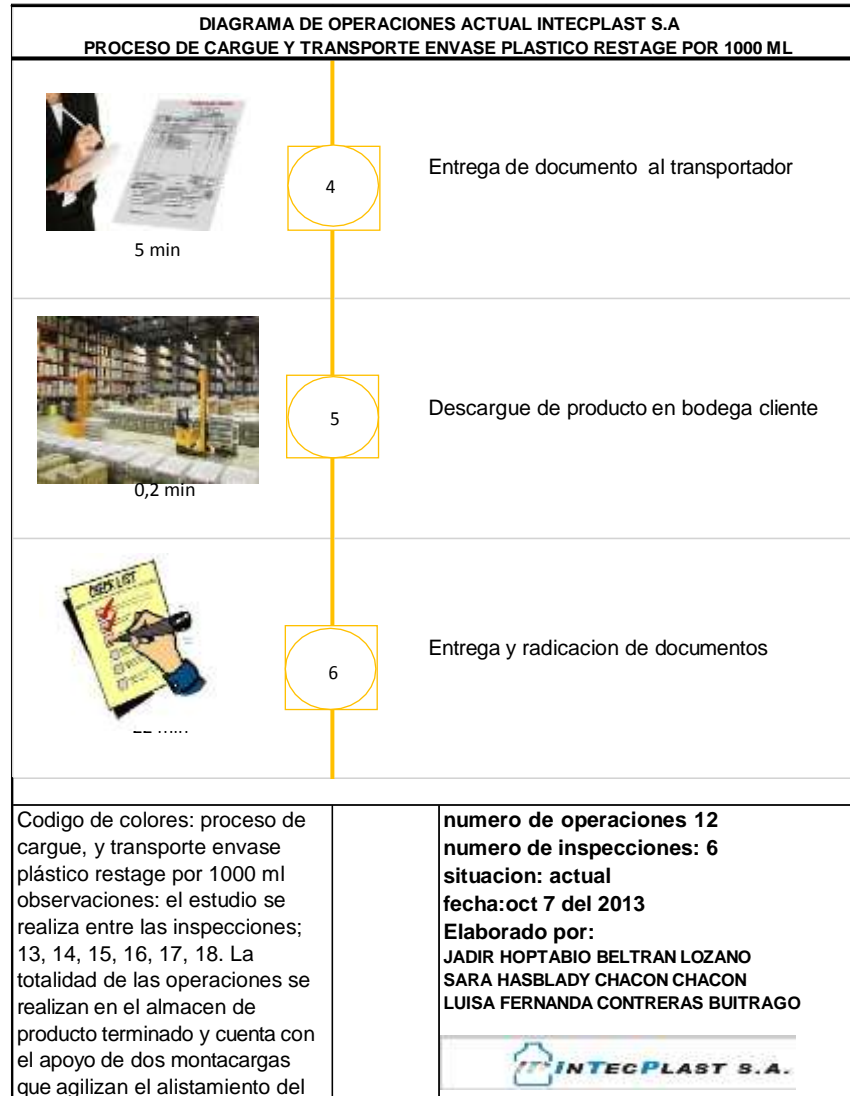 DIAGRAMA DE OPERACIONES ACTUAL INTECPLAST S.A
PROCESO DE CARGUE Y TRANSPORTE ENVASE PLASTICO RESTAGE POR 1000 ML
4
Entrega de documento al transportador
5 min
5
Descargue de producto en bodega cliente
0,2 min
CHECK LIST
6
Entrega y radicacion de documentos
Codigo de colores: proceso de
cargue, y transporte envase
plástico restage por 1000 ml
observaciones: el estudio se
realiza entre las inspecciones;
13, 14, 15, 16, 17, 18. La
totalidad de las operaciones se
realizan en el almacen de
producto terminado y cuenta con
el apoyo de dos montacargas
que agilizan el alistamiento del
numero de operaciones 12
numero de inspecciones: 6
situacion: actual
fecha:oct 7 del 2013
Elaborado por:
JADIR HOPTABIO BELTRAN LOZANO
SARA HASBLADY CHACON CHACON
LUISA FERNANDA CONTRERAS BUITRAGO
INTECPLAST S.A.